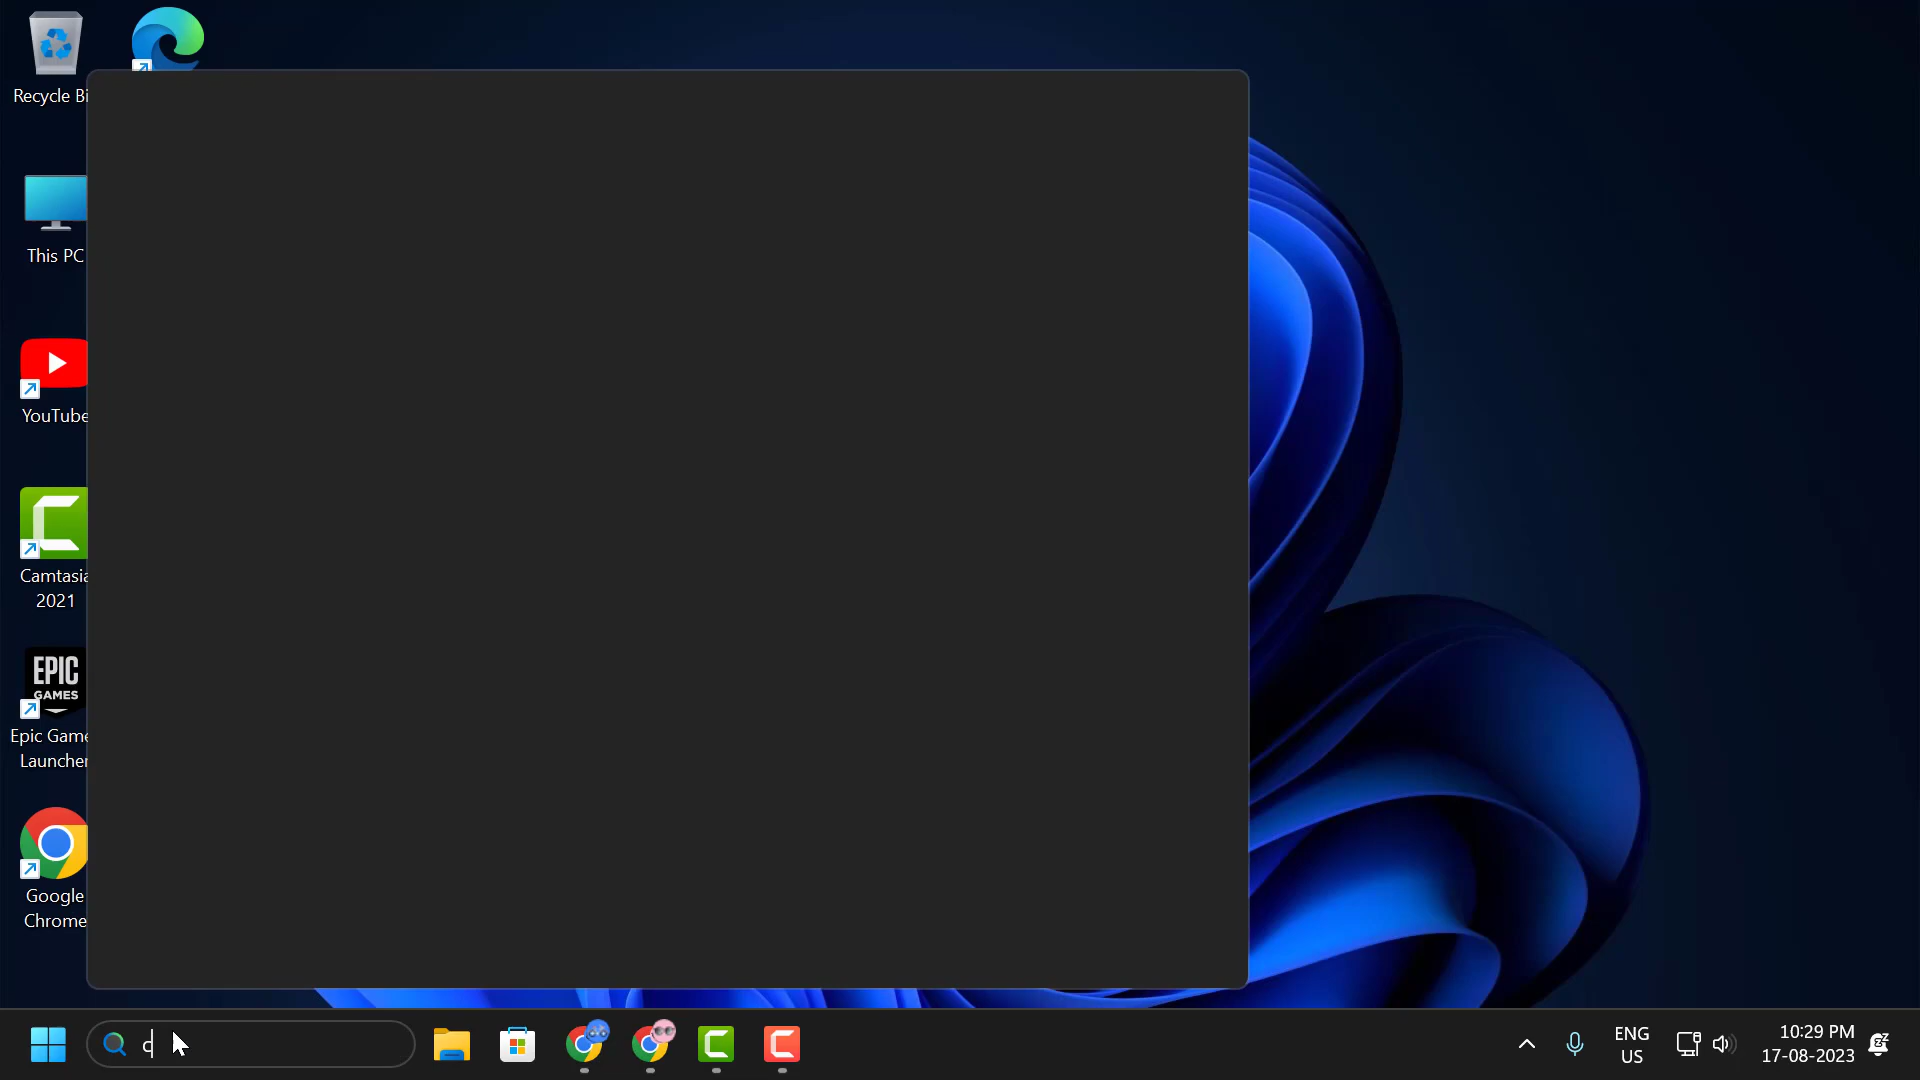 Recycle Bi
This PC
YouTube
Camtasia
2021
EPIC
GAMES
Epic Game
Launcher
Google
Chrome
c
ENG
US
10:29 PM
17-08-2023